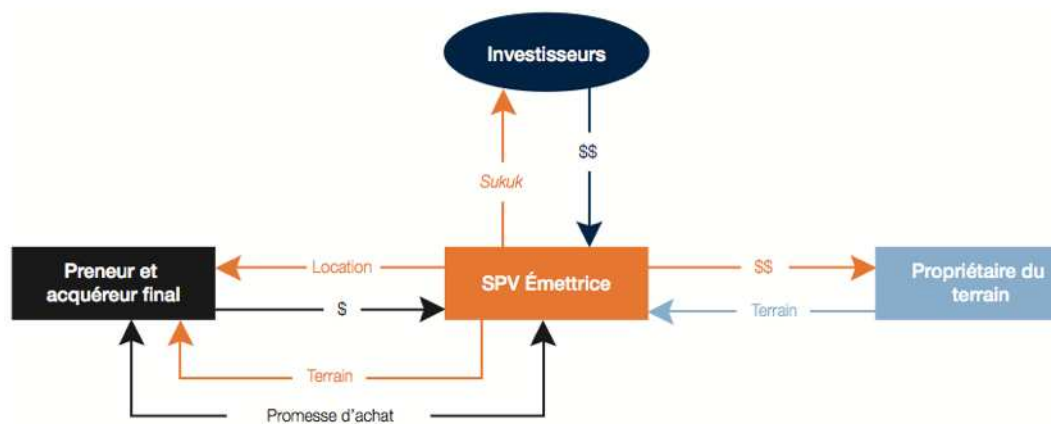 Investisseurs
$$
Sukuk
Preneur et
acquéreur final
Location
$
SPV Émettrice
$$
Terrain
Propriétaire du
terrain
Terrain
Promesse d'achat